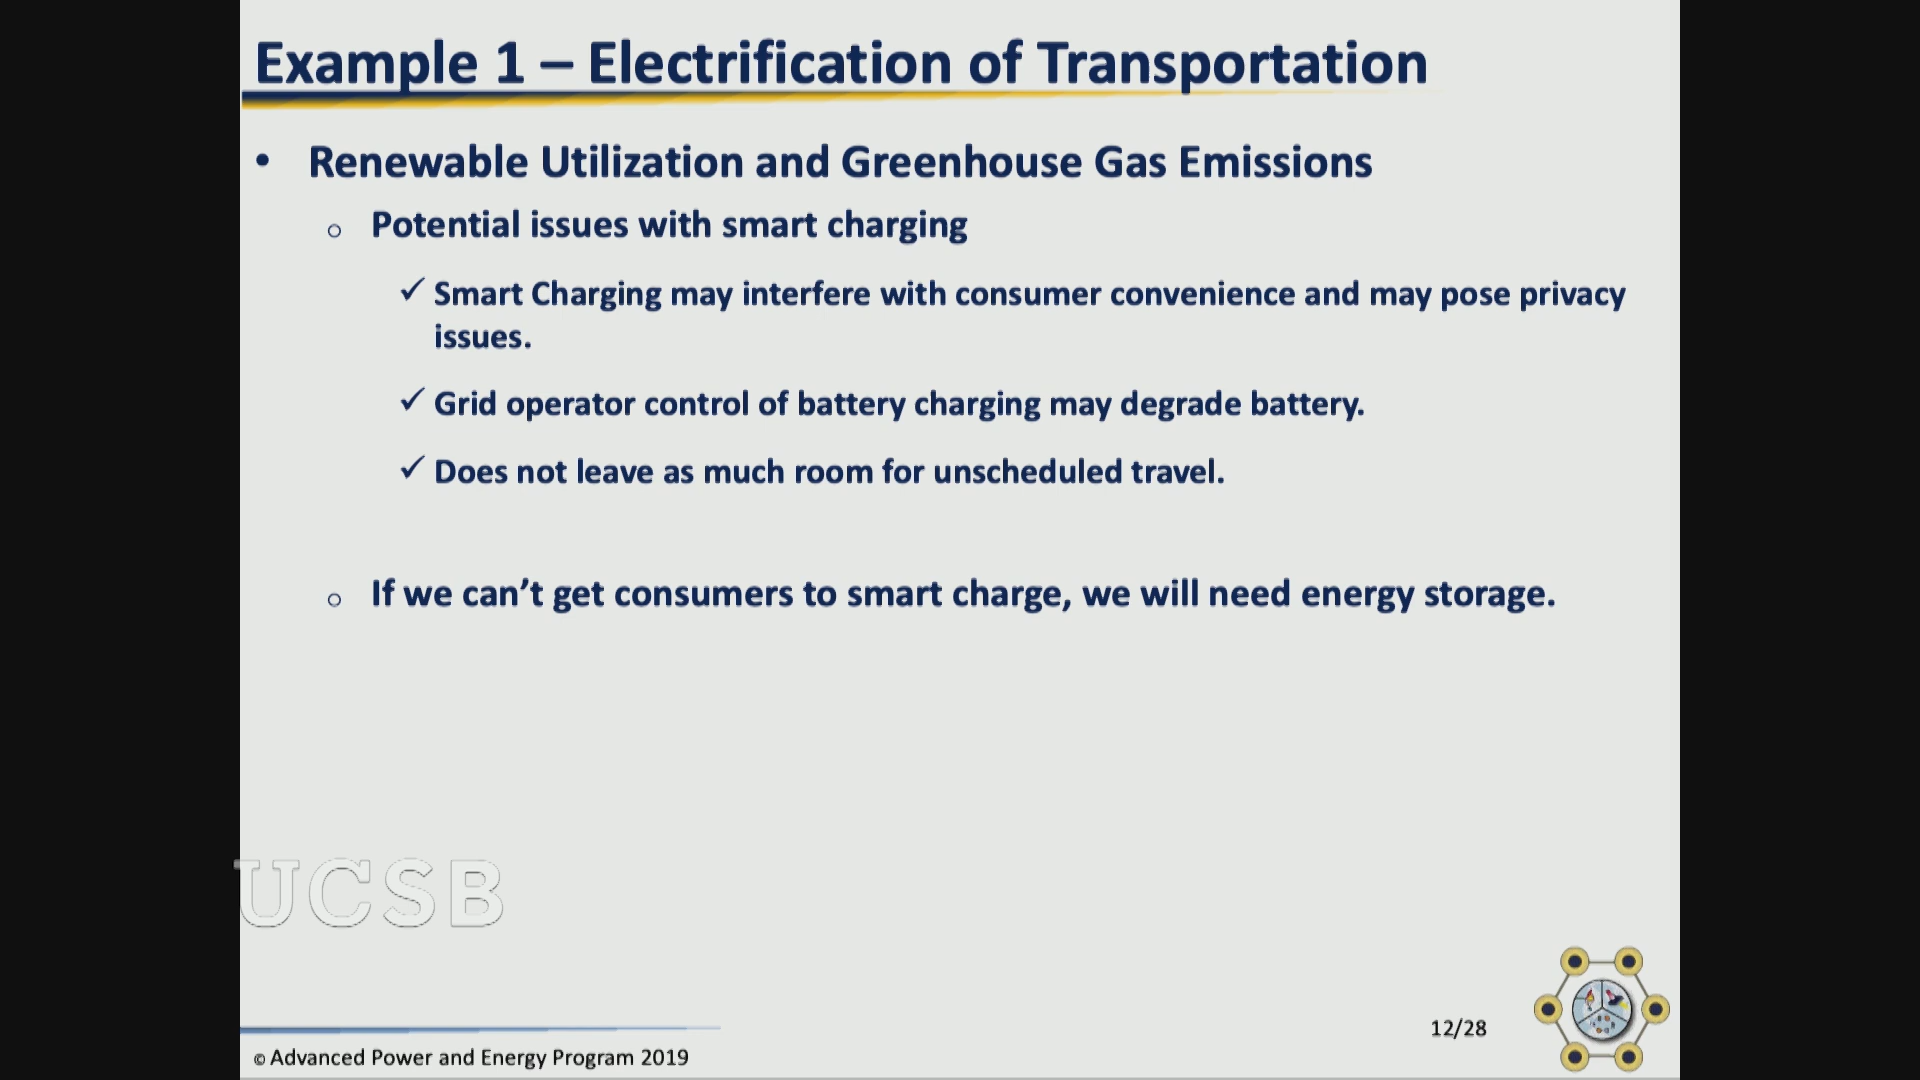 Example 1 – Electrification of Transportation
• Renewable Utilization and Greenhouse Gas Emissions
o Potential issues with smart charging
✓ Smart Charging may interfere with consumer convenience and may pose privacy
issues.
✓ Grid operator control of battery charging may degrade battery.
✓ Does not leave as much room for unscheduled travel.
o If we can’t get consumers to smart charge, we will need energy storage.
UCSB
12/28
© Advanced Power and Energy Program 2019